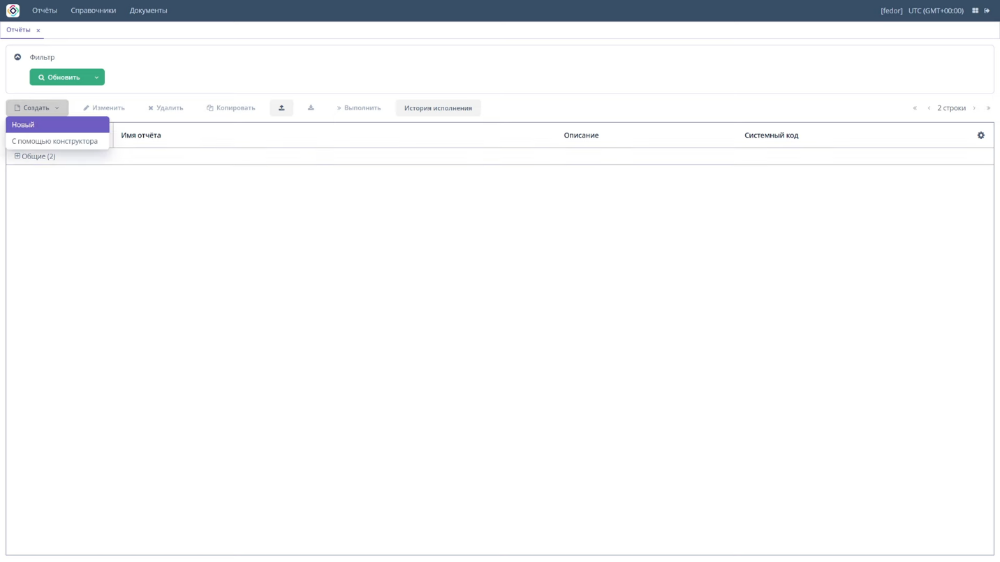 Отчёты Справочники Документы [fedor] UTC (GMT+00:00)
Отчёты x
Фильтр
Обновить
Создать Изменить Удалить Копировать Выполнить История исполнения 2 строки
Новый
С помощью конструктора
Имя отчёта Описание Системный код
Общие (2)